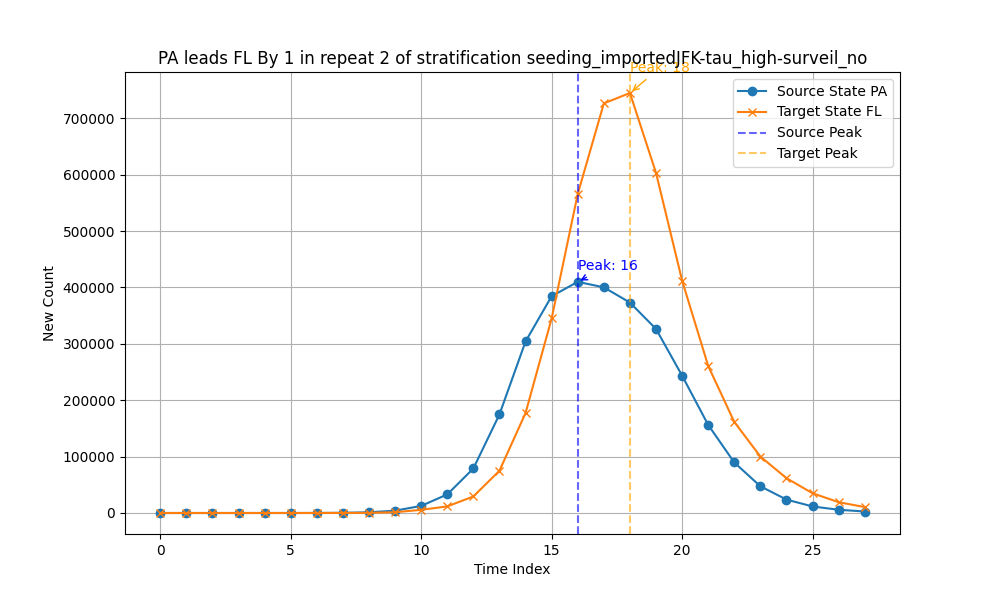 PA leads FL By 1 in repeat 2 of stratification seeding_importedJFK-tau_high-surveil_no
Peak: 18
Source State PA
Target State FL
Source Peak
Target Peak
Peak: 16
New Count
700000
600000
500000
400000
300000
200000
100000
0
0 5 10 15 20 25
Time Index